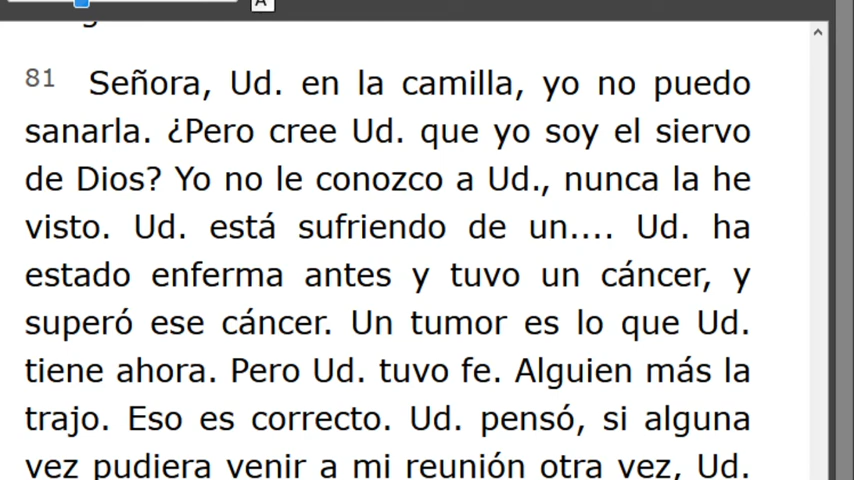 A
81 Señora, Ud. en la camilla, yo no puedo
sanarla. ¿Pero cree Ud. que yo soy el siervo
de Dios? Yo no le conozco a Ud., nunca la he
visto. Ud. está sufriendo de un.... Ud. ha
estado enferma antes y tuvo un cáncer, y
superó ese cáncer. Un tumor es lo que Ud.
tiene ahora. Pero Ud. tuvo fe. Alguien más la
trajo. Eso es correcto. Ud. pensó, si alguna
vez pudiera venir a mi reunión otra vez, Ud.